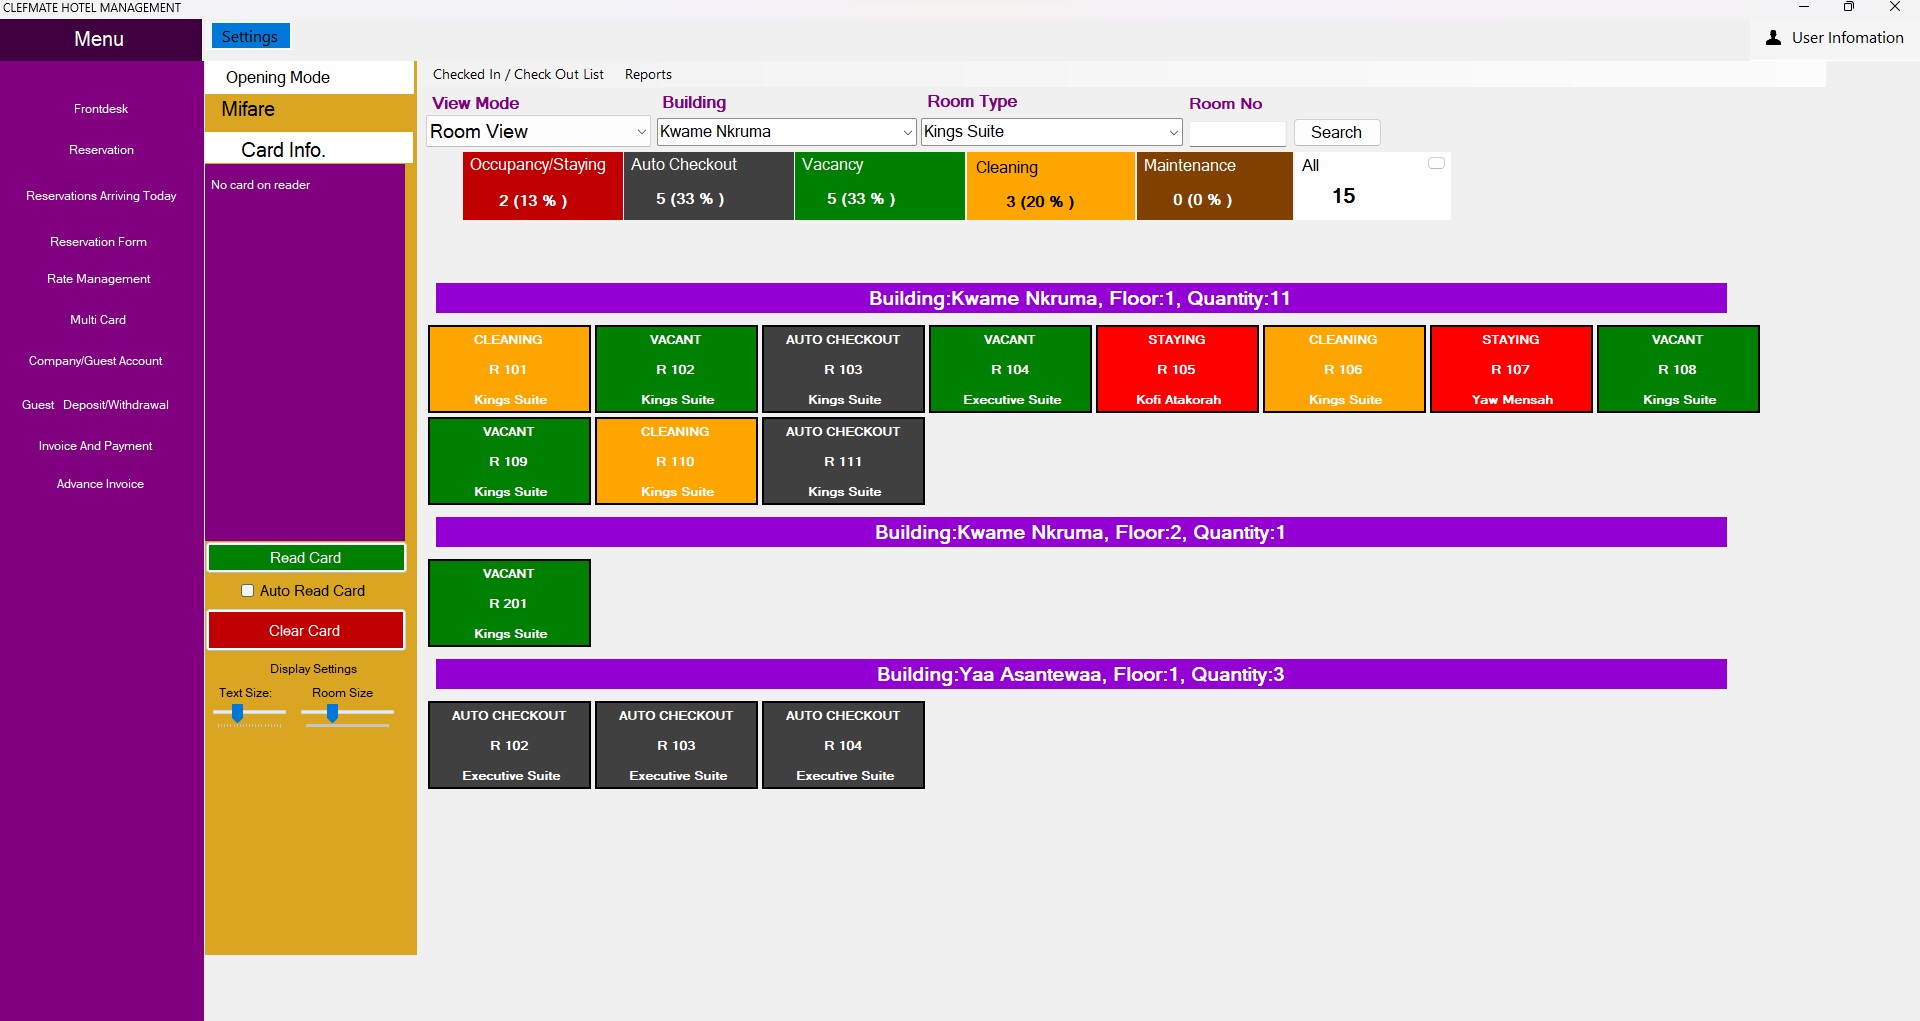 CLEFMATE HOTEL MANAGEMENT
Menu
Settings
User Infomation
Frontdesk
Reservation
Reservations Arriving Today
Reservation Form
Rate Management
Multi Card
Company/Guest Account
Guest Deposit/Withdrawal
Invoice And Payment
Advance Invoice
Opening Mode
Mifare
Card Info.
No card on reader
Read Card
Auto Read Card
Clear Card
Display Settings
Text Size: Room Size
Checked In / Check Out List Reports
View Mode Building Room Type Room No
Room View Kwame Nkruma Kings Suite Search
Occupancy/Staying Auto Checkout Vacancy Cleaning Maintenance All
2 (13 % ) 5 (33 % ) 5 (33 % ) 3 (20 % ) 0 (0 % ) 15
Building:Kwame Nkruma, Floor:1, Quantity:11
CLEANING VACANT AUTO CHECKOUT VACANT STAYING CLEANING STAYING VACANT
R 101 R 102 R 103 R 104 R 105 R 106 R 107 R 108
Kings Suite Kings Suite Kings Suite Executive Suite Kofi Atakorah Kings Suite Yaw Mensah Kings Suite
VACANT CLEANING AUTO CHECKOUT
R 109 R 110 R 111
Kings Suite Kings Suite Kings Suite
Building:Kwame Nkruma, Floor:2, Quantity:1
VACANT
R 201
Kings Suite
Building:Yaa Asantewaa, Floor:1, Quantity:3
AUTO CHECKOUT AUTO CHECKOUT AUTO CHECKOUT
R 102 R 103 R 104
Executive Suite Executive Suite Executive Suite